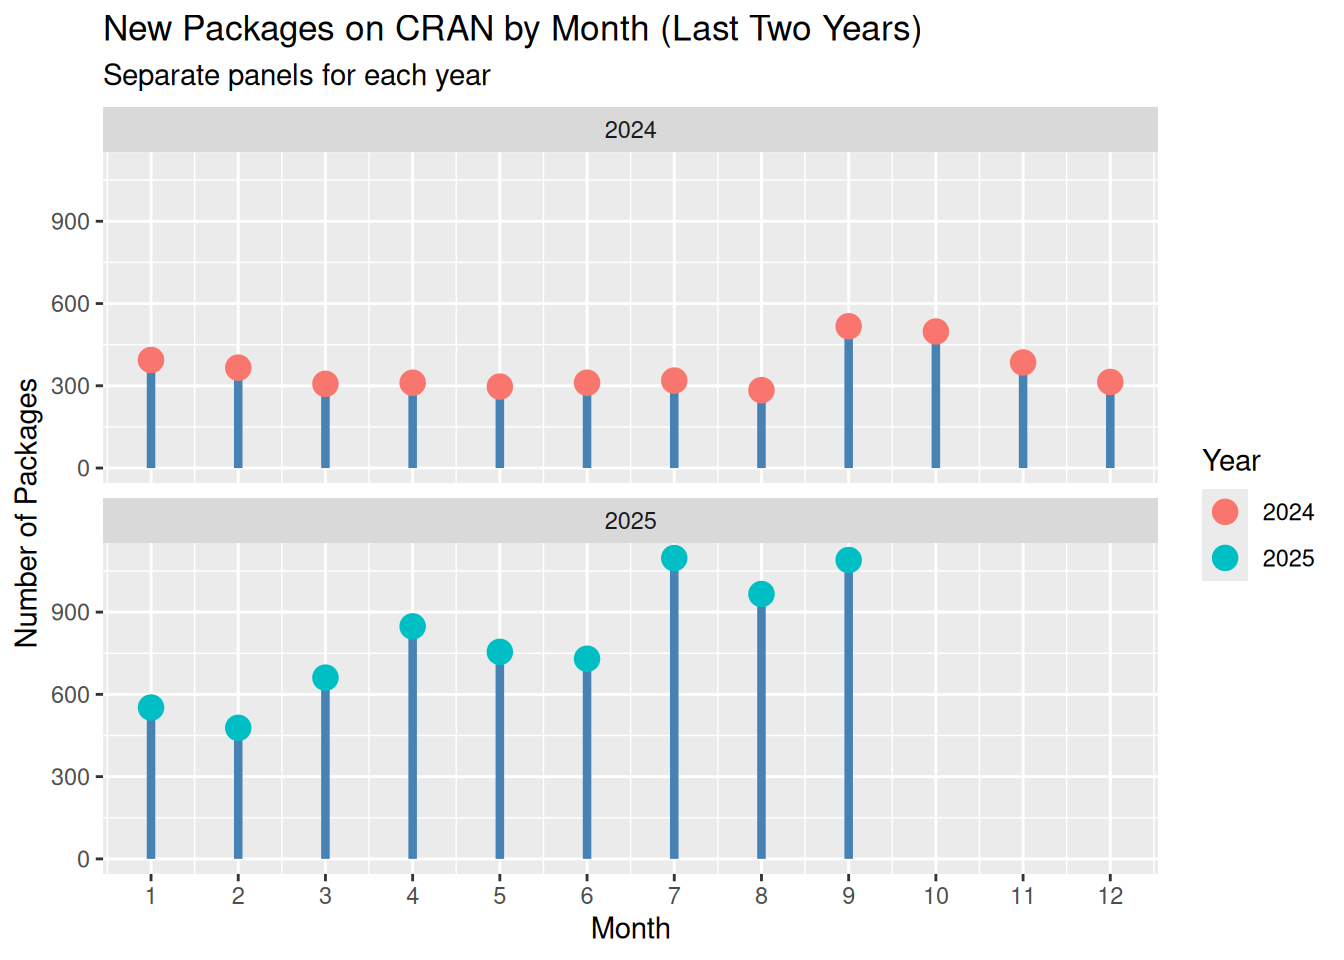 New Packages on CRAN by Month (Last Two Years)
Separate panels for each year
2024
900
600
300
0
2025
900
600
300
0
1 2 3 4 5 6 7 8 9 10 11 12
Month
Number of Packages
Year
2024
2025